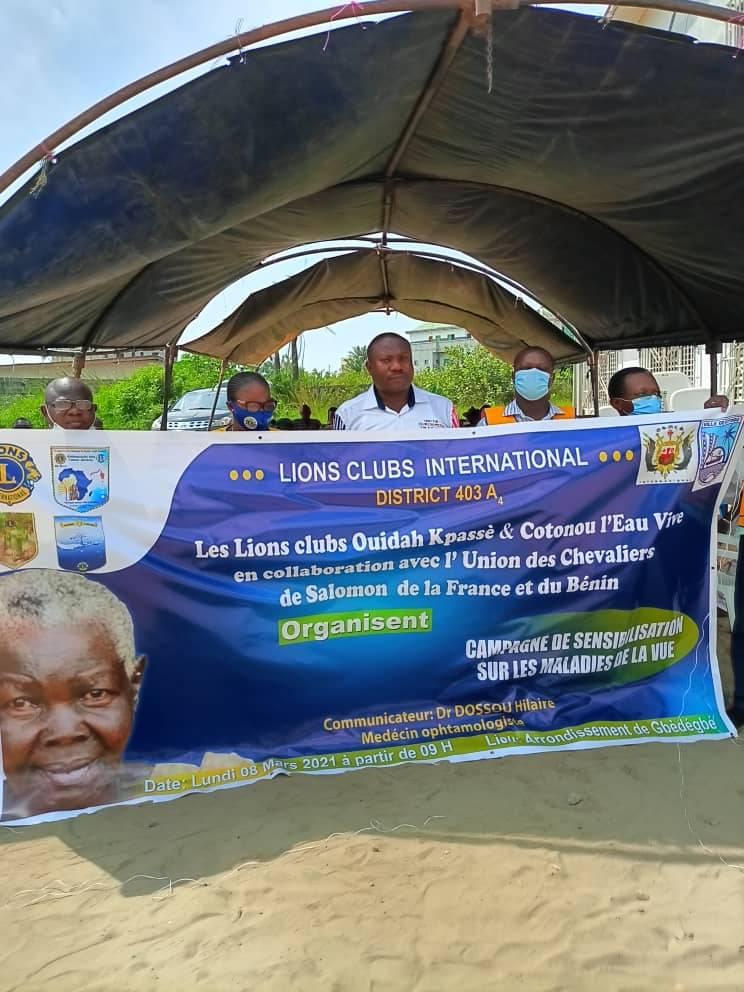 LIONS CLUBS INTERNATIONAL
DISTRICT 403 A4
Les Lions clubs Ouidah Kpassè & Cotonou l'Eau Vive
en collaboration avec l' Union des Chevaliers
de Salomon de la France et du Bénin
Organisent
CAMPAGNE DE SENSIBILISATION
SUR LES MALADIES DE LA VUE
Communicateur: Dr DOSSOU Hilaire
Medécin ophtamologiste
Date: Lundi 08 Mars 2021 à partir de 09 H Lieu: Arrondissement de Gbèdègbé